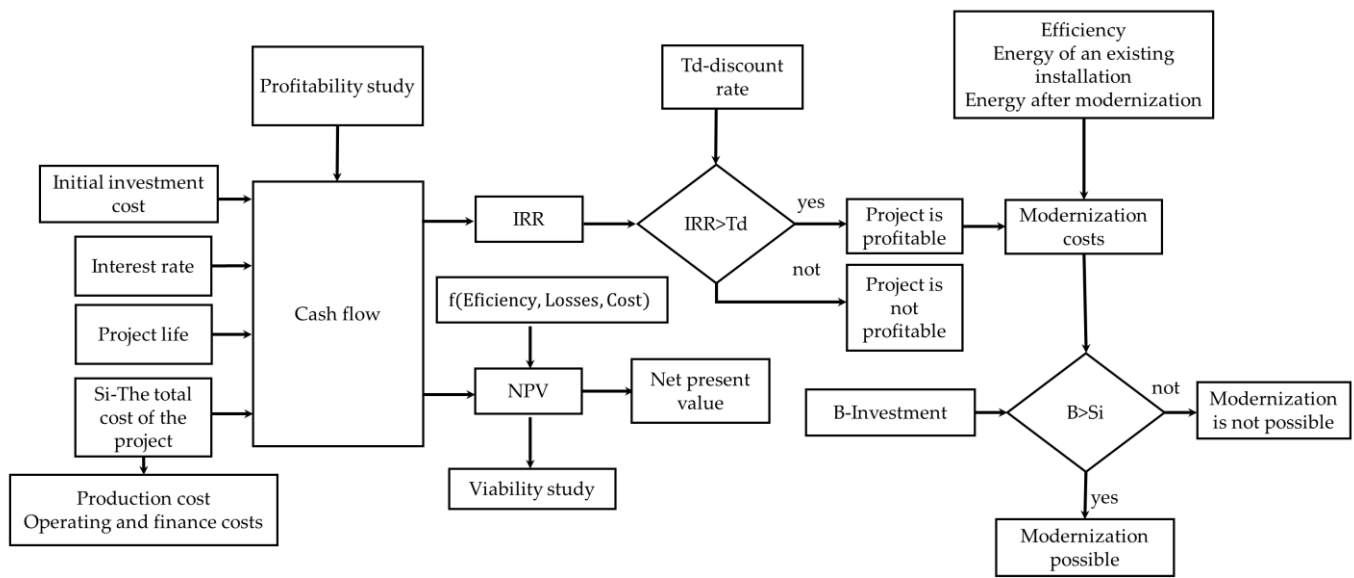 Profitability study
Td-discount
rate
Efficiency
Energy of an existing
installation
Energy after modernization
Initial investment
cost
Interest rate
Project life
Si-The total
cost of the
project
Production cost
Operating and finance costs
Cash flow
IRR
f(Eficiency, Losses, Cost)
NPV
Net present
value
Viability study
IRR>Td
yes
not
Project is
profitable
Project is
not
profitable
Modernization
costs
B-Investment
B>Si
not
Modernization
is not possible
yes
Modernization
possible